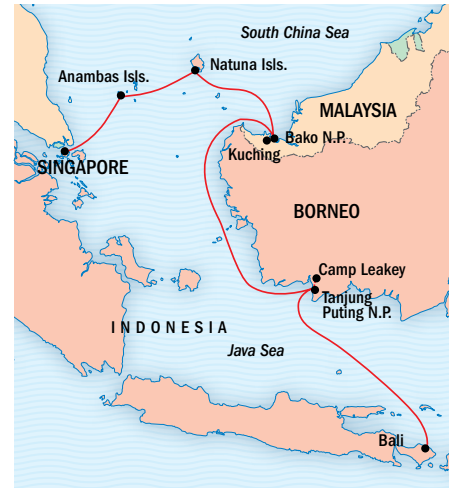 South China Sea
Natuna Isls.
Anambas Isls.
MALAYSIA
Bako N.P.
Kuching
SINGAPORE
BORNEO
Camp Leakey
Tanjung
Puting N.P.
INDONESIA
Java Sea
Bali